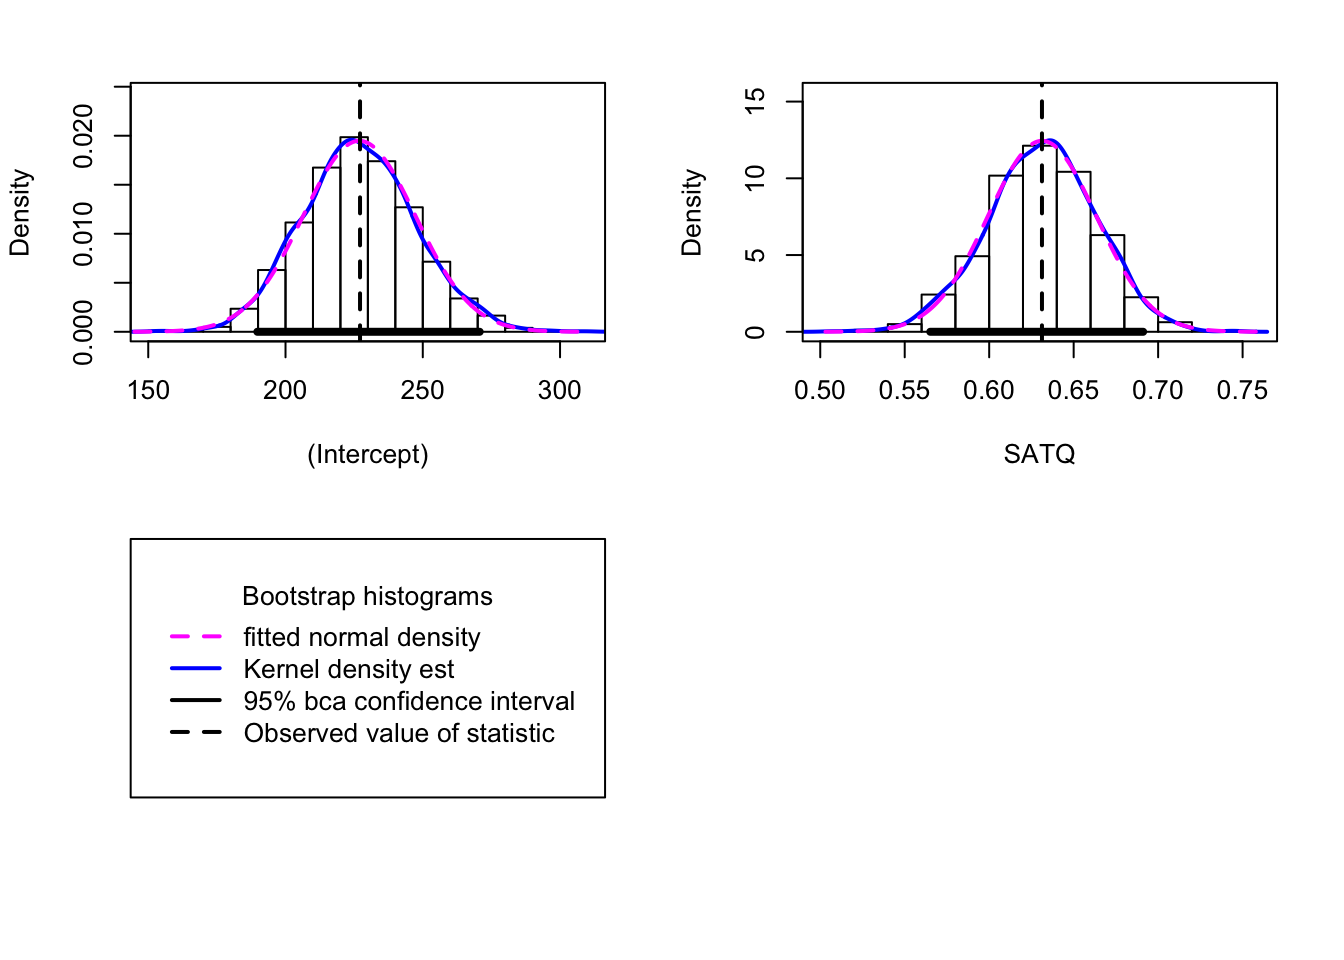 Density
0.000 0.010 0.020
150 200 250 300
(Intercept)
Density
0 5 10 15
0.50 0.55 0.60 0.65 0.70 0.75
SATQ
Bootstrap histograms
fitted normal density
Kernel density est
95% bca confidence interval
Observed value of statistic